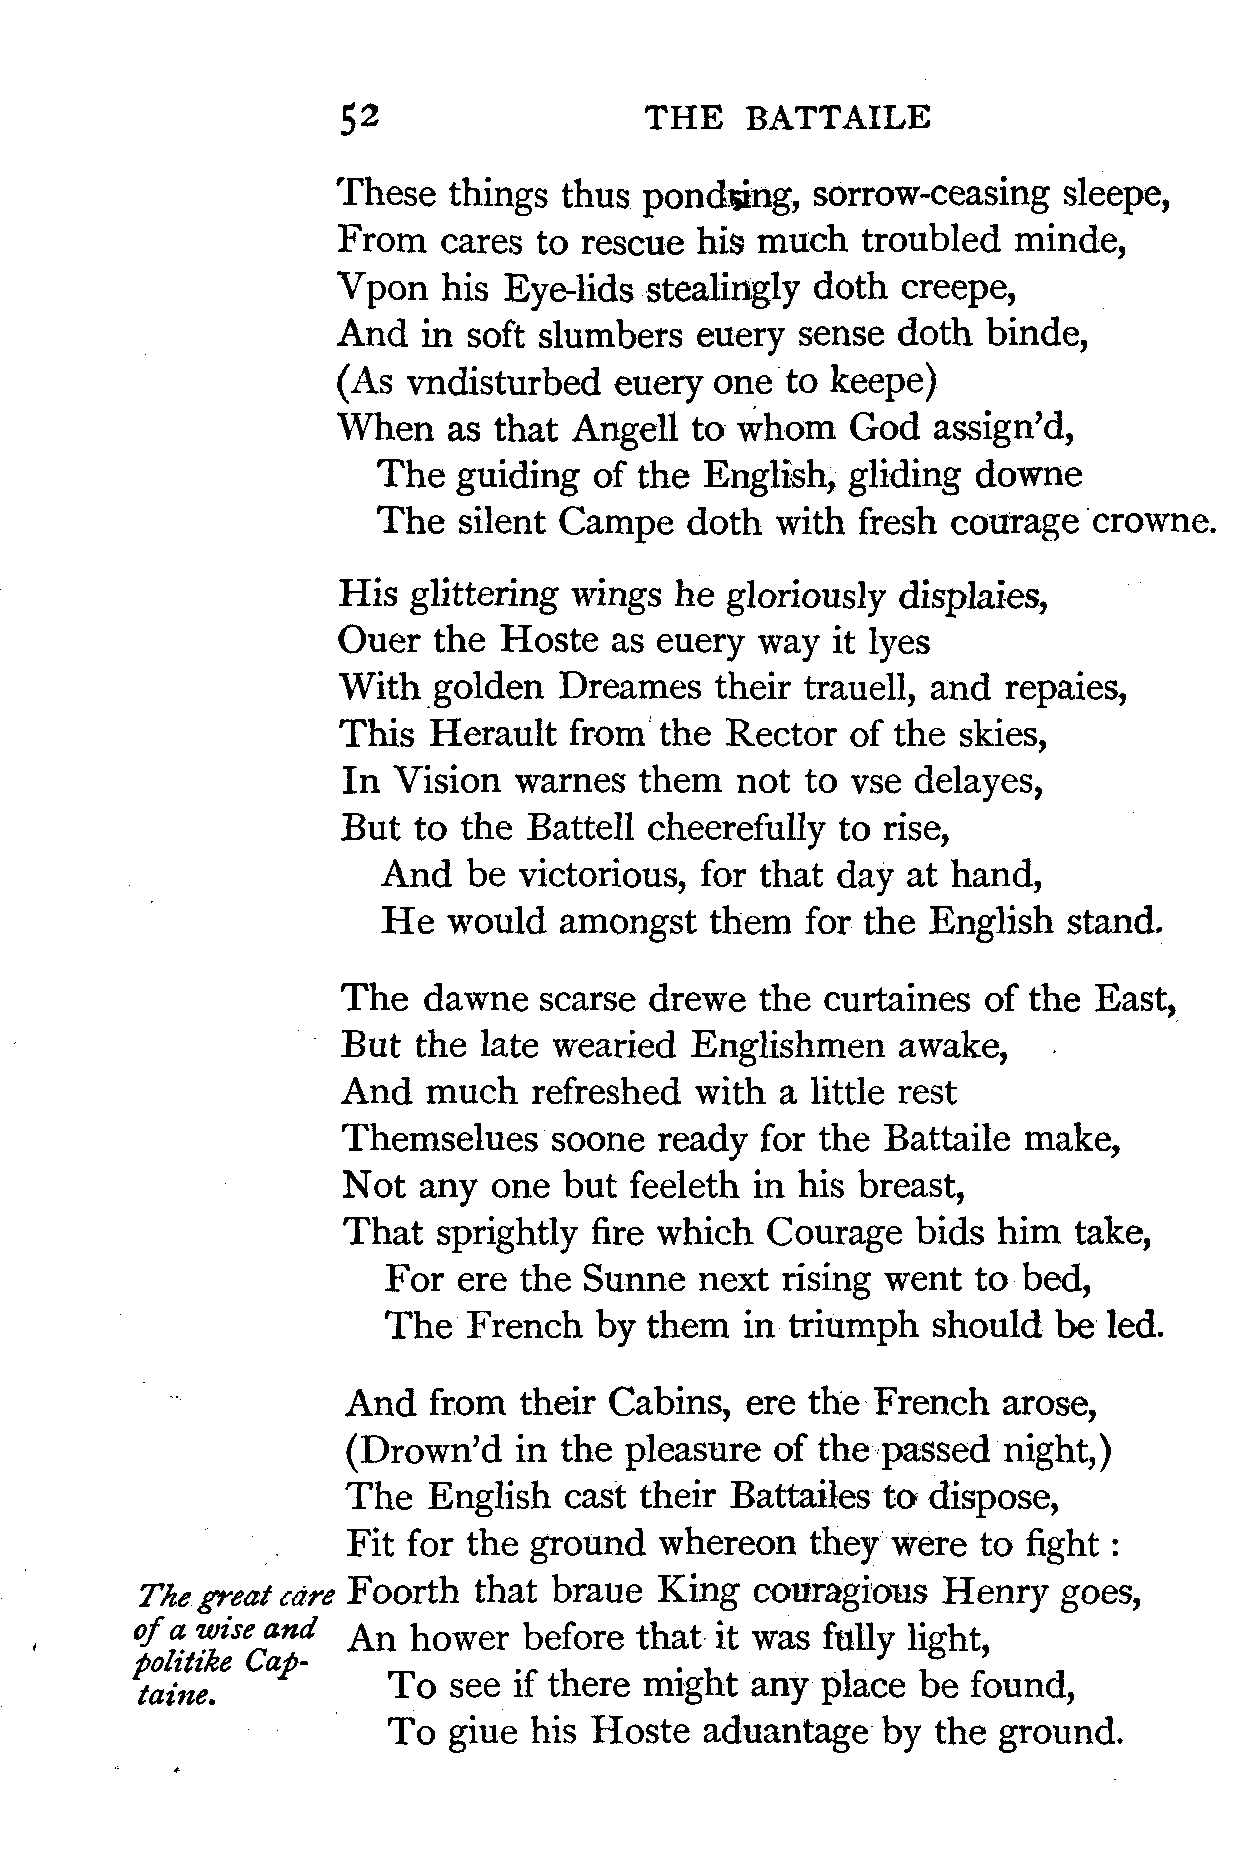 52 THE BATTAILE
These things thus pondring, sorrow-ceasing sleepe,
From cares to rescue his much troubled minde,
Vpon his Eye-lids stealingly doth creepe,
And in soft slumbers euery sense doth binde,
(As vndisturbed euery one to keepe)
When as that Angell to whom God assign'd,
The guiding of the English, gliding downe
The silent Campe doth with fresh courage crowne.
His glittering wings he gloriously displaies,
Ouer the Hoste as euery way it lyes
With golden Dreames their trauell, and repaies,
This Herault from the Rector of the skies,
In Vision warnes them not to vse delayes,
But to the Battell cheerefully to rise,
And be victorious, for that day at hand,
He would amongst them for the English stand.
The dawne scarse drewe the curtaines of the East,
But the late wearied Englishmen awake,
And much refreshed with a little rest
Themselues soone ready for the Battaile make,
Not any one but feeleth in his breast,
That sprightly fire which Courage bids him take,
For ere the Sunne next rising went to bed,
The French by them in triumph should be led.
And from their Cabins, ere the French arose,
(Drown'd in the pleasure of the passed night,)
The English cast their Battailes to dispose,
Fit for the ground whereon they were to fight :
Foorth that braue King couragious Henry goes,
An hower before that it was fully light,
To see if there might any place be found,
To giue his Hoste aduantage by the ground.
The great care
of a wise and
politike Cap-
taine.